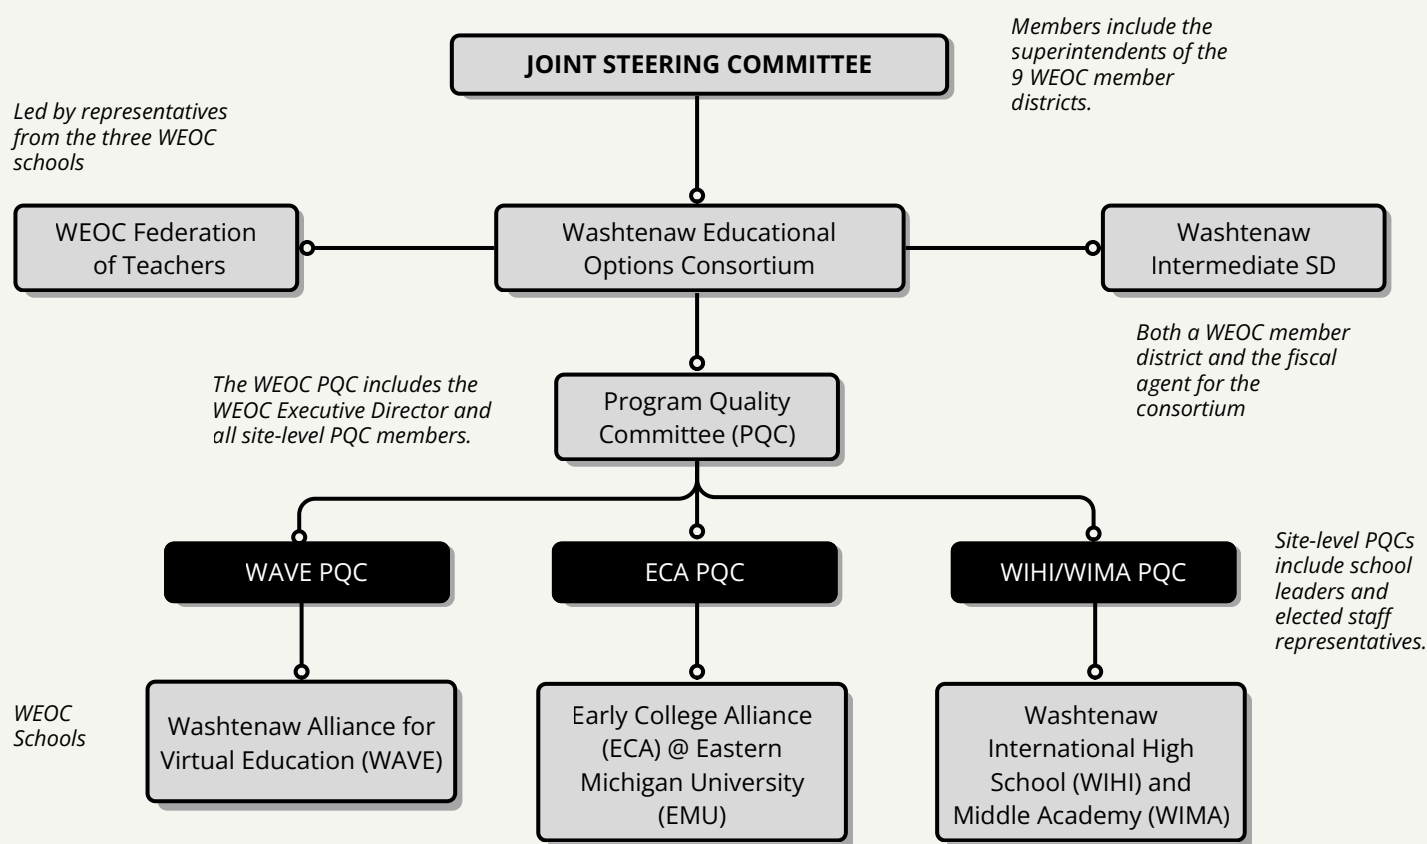 Members include the
superintendents of the
9 WEOC member
districts.
JOINT STEERING COMMITTEE
Led by representatives
from the three WEOC
schools
WEOC Federation
of Teachers
Washtenaw Educational
Options Consortium
Washtenaw
Intermediate SD
Both a WEOC member
district and the fiscal
agent for the
consortium
The WEOC PQC includes the
WEOC Executive Director and
all site-level PQC members.
Program Quality
Committee (PQC)
WAVE PQC
ECA PQC
WIHI/WIMA PQC
Site-level PQCs
include school
leaders and
elected staff
representatives.
WEOC
Schools
Washtenaw Alliance for
Virtual Education (WAVE)
Early College Alliance
(ECA) @ Eastern
Michigan University
(EMU)
Washtenaw
International High
School (WIHI) and
Middle Academy (WIMA)